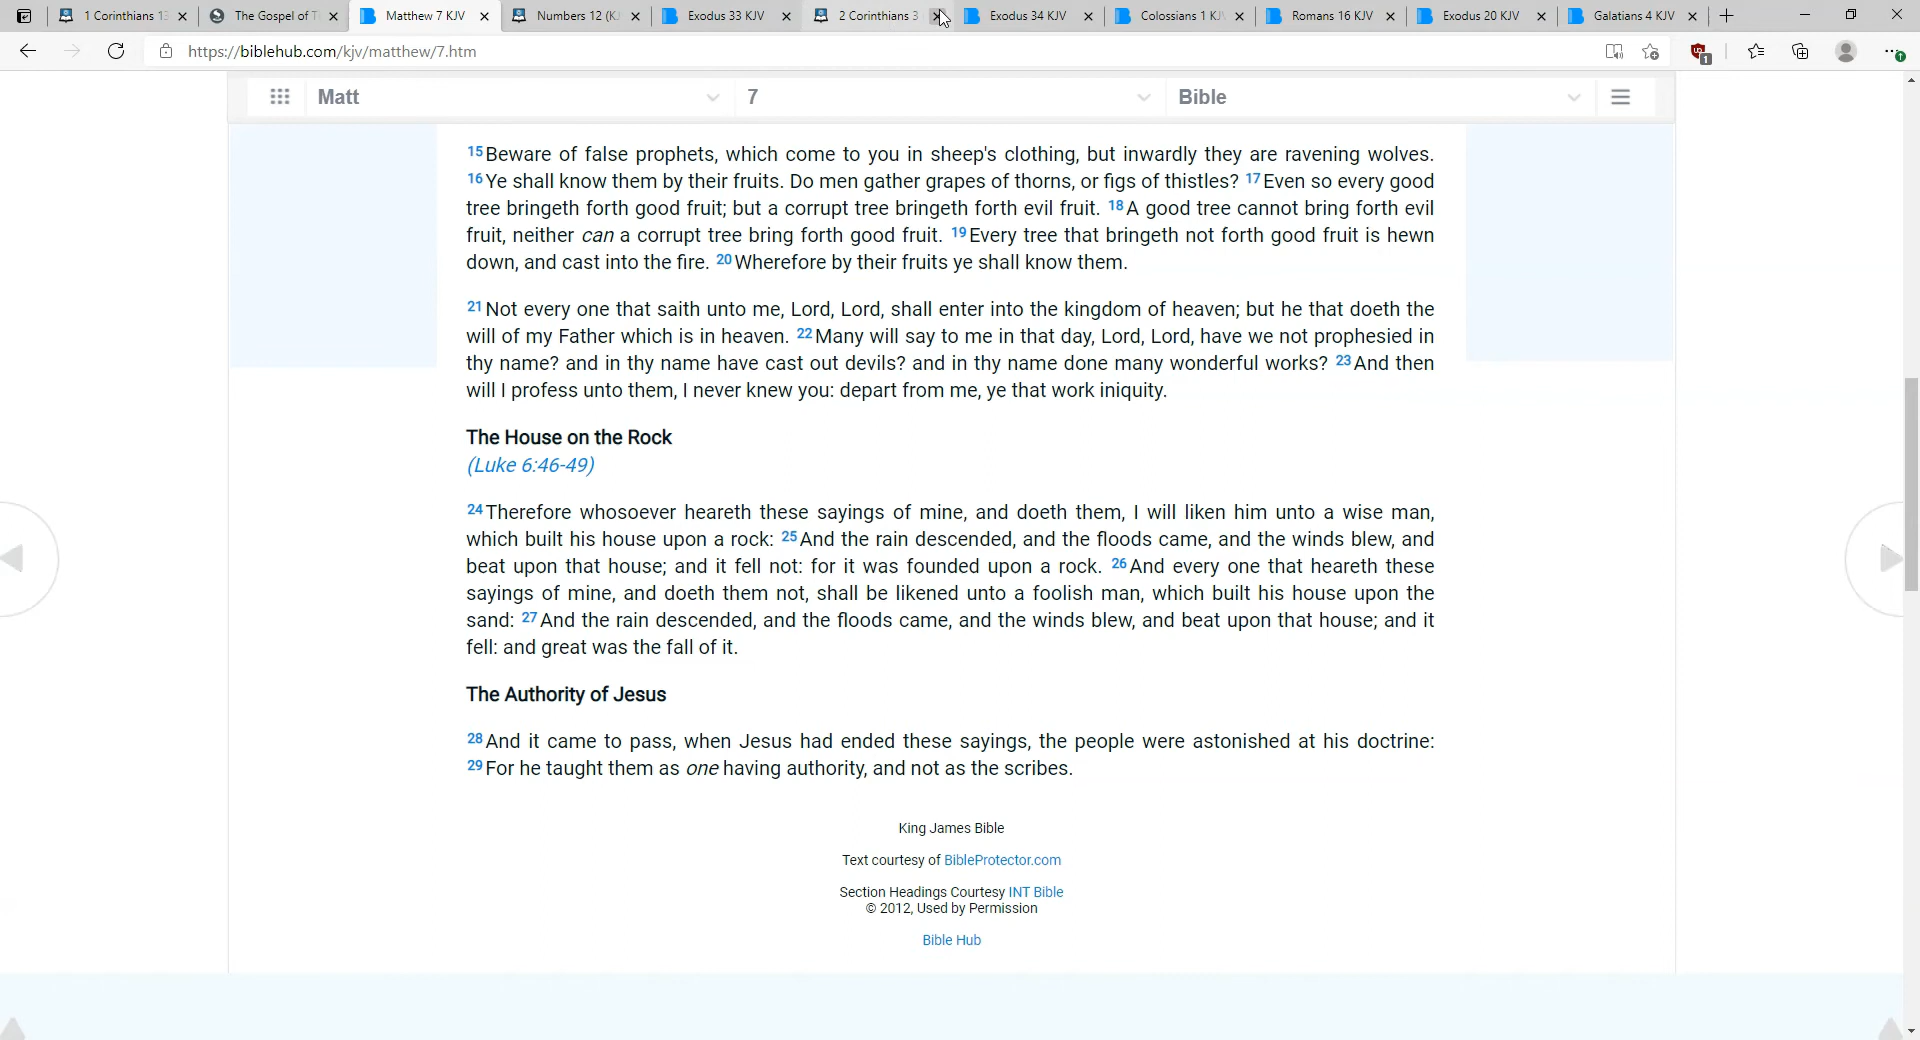 1 Corinthians 13
The Gospel of T
Matthew 7 KJV
Numbers 12 (K
Exodus 33 KJV
2 Corinthians 3
Exodus 34 KJV
Colossians 1 KJ
Romans 16 KJV
Exodus 20 KJV
Galatians 4 KJV
https://biblehub.com/kjv/matthew/7.htm
1
Matt 7 Bible
15 Beware of false prophets, which come to you in sheep's clothing, but inwardly they are ravening wolves.
16 Ye shall know them by their fruits. Do men gather grapes of thorns, or figs of thistles? 17 Even so every good
tree bringeth forth good fruit; but a corrupt tree bringeth forth evil fruit. 18 A good tree cannot bring forth evil
fruit, neither can a corrupt tree bring forth good fruit. 19 Every tree that bringeth not forth good fruit is hewn
down, and cast into the fire. 20 Wherefore by their fruits ye shall know them.
21 Not every one that saith unto me, Lord, Lord, shall enter into the kingdom of heaven; but he that doeth the
will of my Father which is in heaven. 22 Many will say to me in that day, Lord, Lord, have we not prophesied in
thy name? and in thy name have cast out devils? and in thy name done many wonderful works? 23 And then
will I profess unto them, I never knew you: depart from me, ye that work iniquity.
The House on the Rock
(Luke 6:46-49)
24 Therefore whosoever heareth these sayings of mine, and doeth them, I will liken him unto a wise man,
which built his house upon a rock: 25 And the rain descended, and the floods came, and the winds blew, and
beat upon that house; and it fell not: for it was founded upon a rock. 26 And every one that heareth these
sayings of mine, and doeth them not, shall be likened unto a foolish man, which built his house upon the
sand: 27 And the rain descended, and the floods came, and the winds blew, and beat upon that house; and it
fell: and great was the fall of it.
The Authority of Jesus
28 And it came to pass, when Jesus had ended these sayings, the people were astonished at his doctrine:
29 For he taught them as one having authority, and not as the scribes.
King James Bible
Text courtesy of BibleProtector.com
Section Headings Courtesy INT Bible
© 2012, Used by Permission
Bible Hub